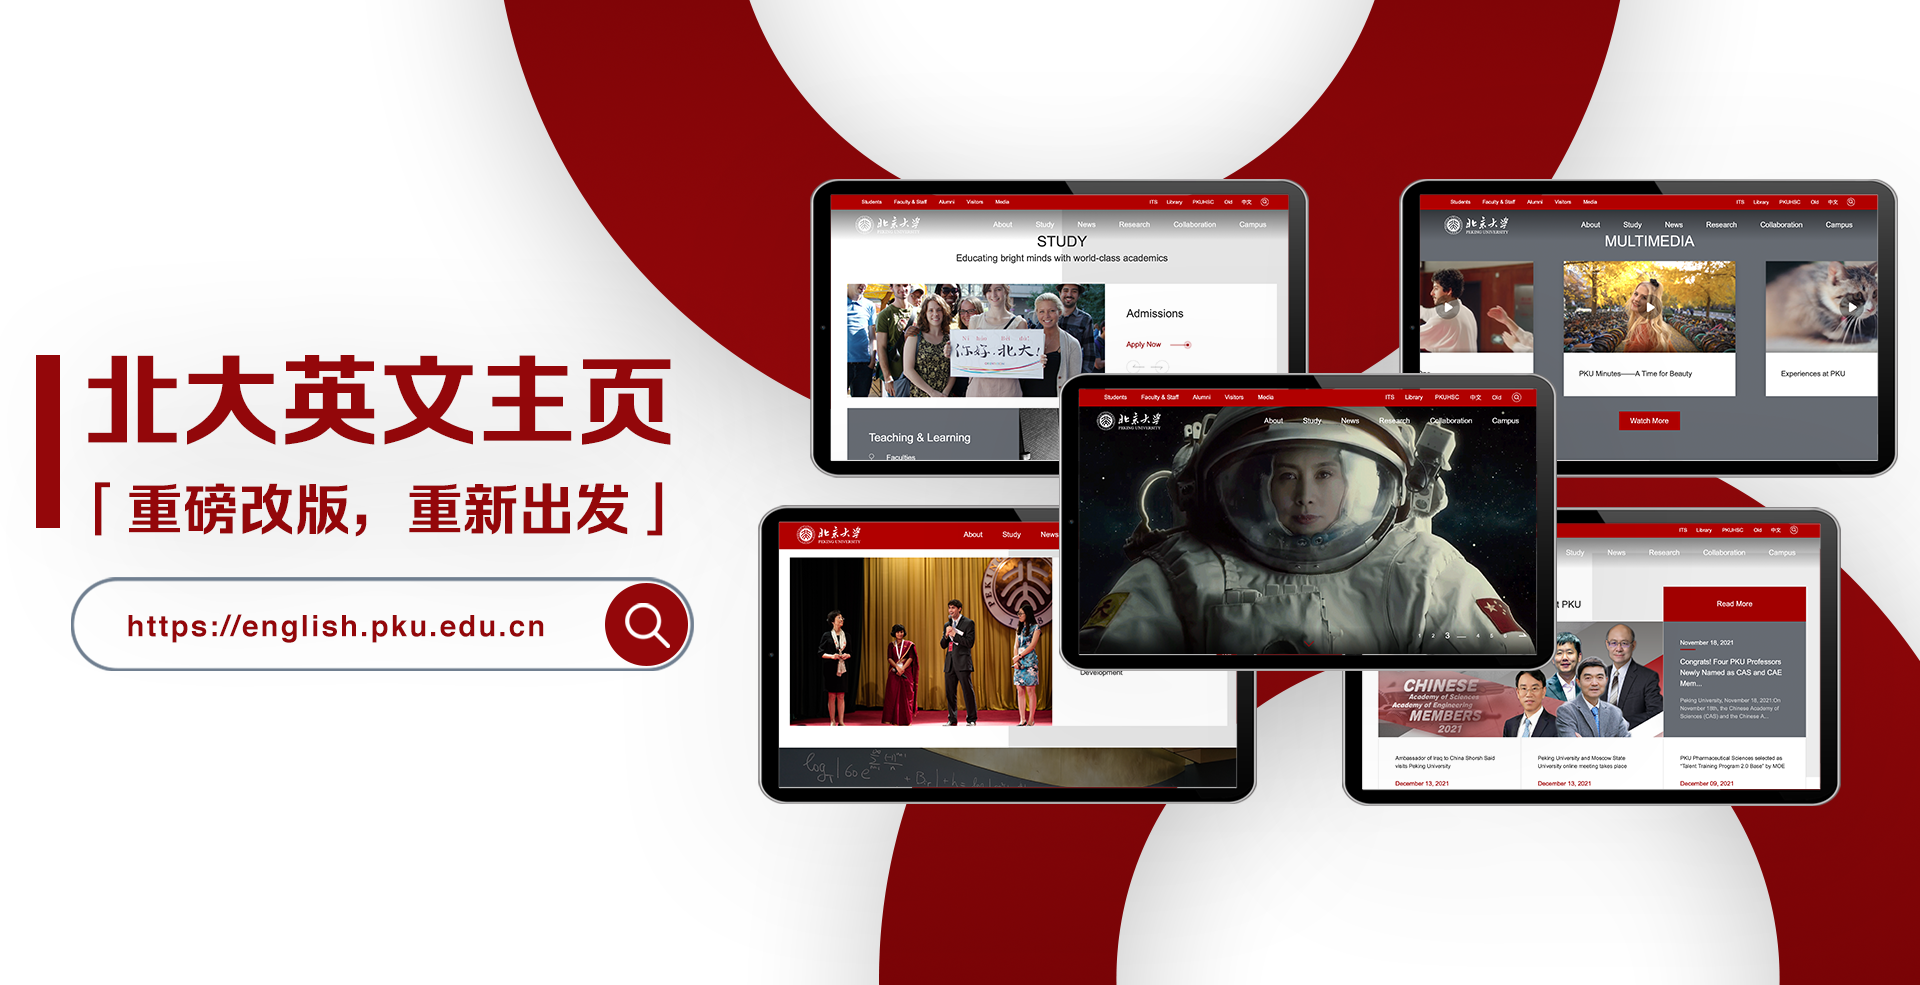 北大英文主页
「重磅改版，重新出发」
https://english.pku.edu.cn
Students Faculty & Staff Alumni Visitors Media ITS Library PKUHSC Old 中文
北京大学 PEKING UNIVERSITY About Study News Research Collaboration Campus
STUDY
Educating bright minds with world-class academics
Nǐ hǎo Běi dà!
你好,北大!
Admissions
Apply Now
Teaching & Learning
Faculties
Students Faculty & Staff Alumni Visitors Media ITS Library PKUHSC Old 中文
北京大学 PEKING UNIVERSITY About Study News Research Collaboration Campus
MULTIMEDIA
PKU Minutes——A Time for Beauty
Experiences at PKU
Watch More
Students Faculty & Staff Alumni Visitors Media ITS Library PKUHSC 中文 Old
北京大学 PEKING UNIVERSITY About Study News Research Collaboration Campus
1 2 3 4 5 6
北京大学 PEKING UNIVERSITY About Study News
PEKING
1898
Development
ITS Library PKUHSC Old 中文
Study News Research Collaboration Campus
t PKU
Read More
CHINESE
Academy of Sciences
Academy of Engineering
MEMBERS
2021
November 18, 2021
Congrats! Four PKU Professors
Newly Named as CAS and CAE
Mem...
Peking University, November 18, 2021:On
November 18th, the Chinese Academy of
Sciences (CAS) and the Chinese A...
Ambassador of Iraq to China Shorsh Said
visits Peking University
December 13, 2021
Peking University and Moscow State
University online meeting takes place
December 13, 2021
PKU Pharmaceutical Sciences selected as
"Talent Training Program 2.0 Base" by MOE
December 09, 2021